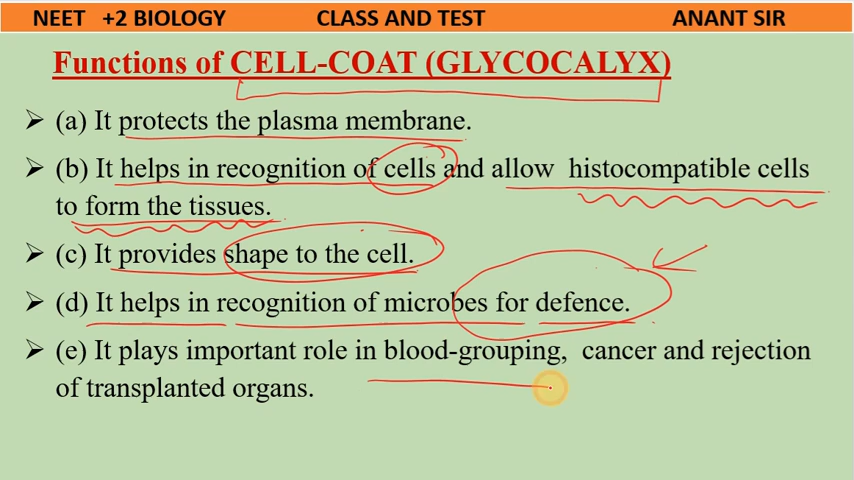 NEET +2 BIOLOGY CLASS AND TEST ANANT SIR
Functions of CELL-COAT (GLYCOCALYX)
➢ (a) It protects the plasma membrane.
➢ (b) It helps in recognition of cells and allow histocompatible cells
to form the tissues.
➢ (c) It provides shape to the cell.
➢ (d) It helps in recognition of microbes for defence.
➢ (e) It plays important role in blood-grouping, cancer and rejection
of transplanted organs.